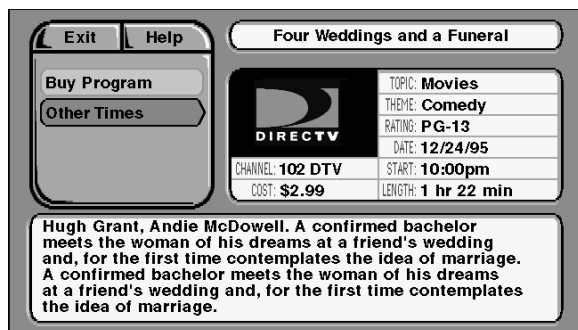 Exit Help
Four Weddings and a Funeral
Buy Program
Other Times
DIRECTV
TOPIC: Movies
THEME: Comedy
RATING: PG-13
DATE: 12/24/95
CHANNEL: 102 DTV
START: 10:00pm
COST: $2.99
LENGTH: 1 hr 22 min
Hugh Grant, Andie McDowell. A confirmed bachelor
meets the woman of his dreams at a friend's wedding
and, for the first time contemplates the idea of marriage.
A confirmed bachelor meets the woman of his dreams
at a friend's wedding and, for the first time contemplates
the idea of marriage.